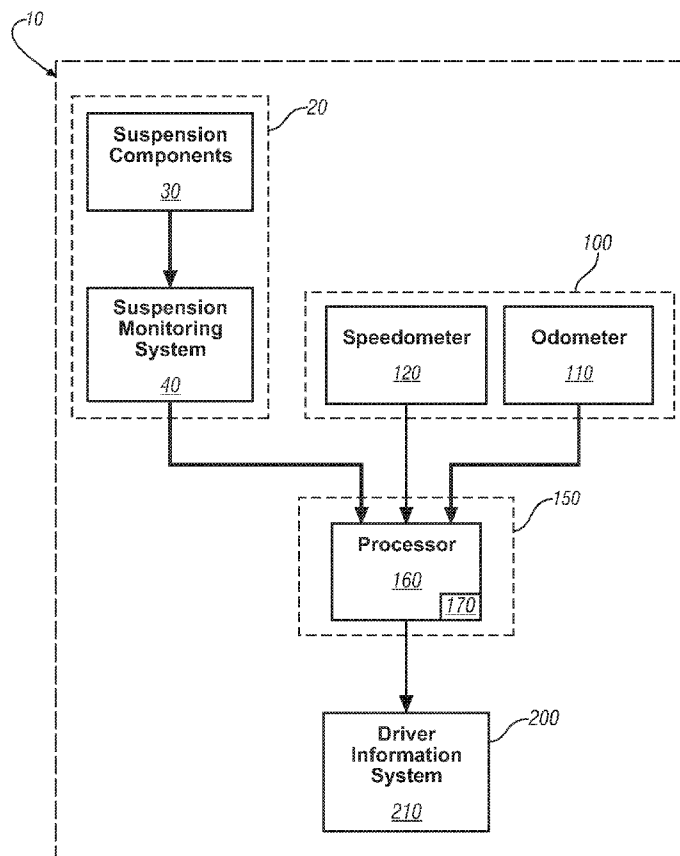 10
20
Suspension
Components
30
100
Suspension
Monitoring
System
40
Speedometer
120
Odometer
110
150
Processor
160
170
200
Driver
Information
System
210